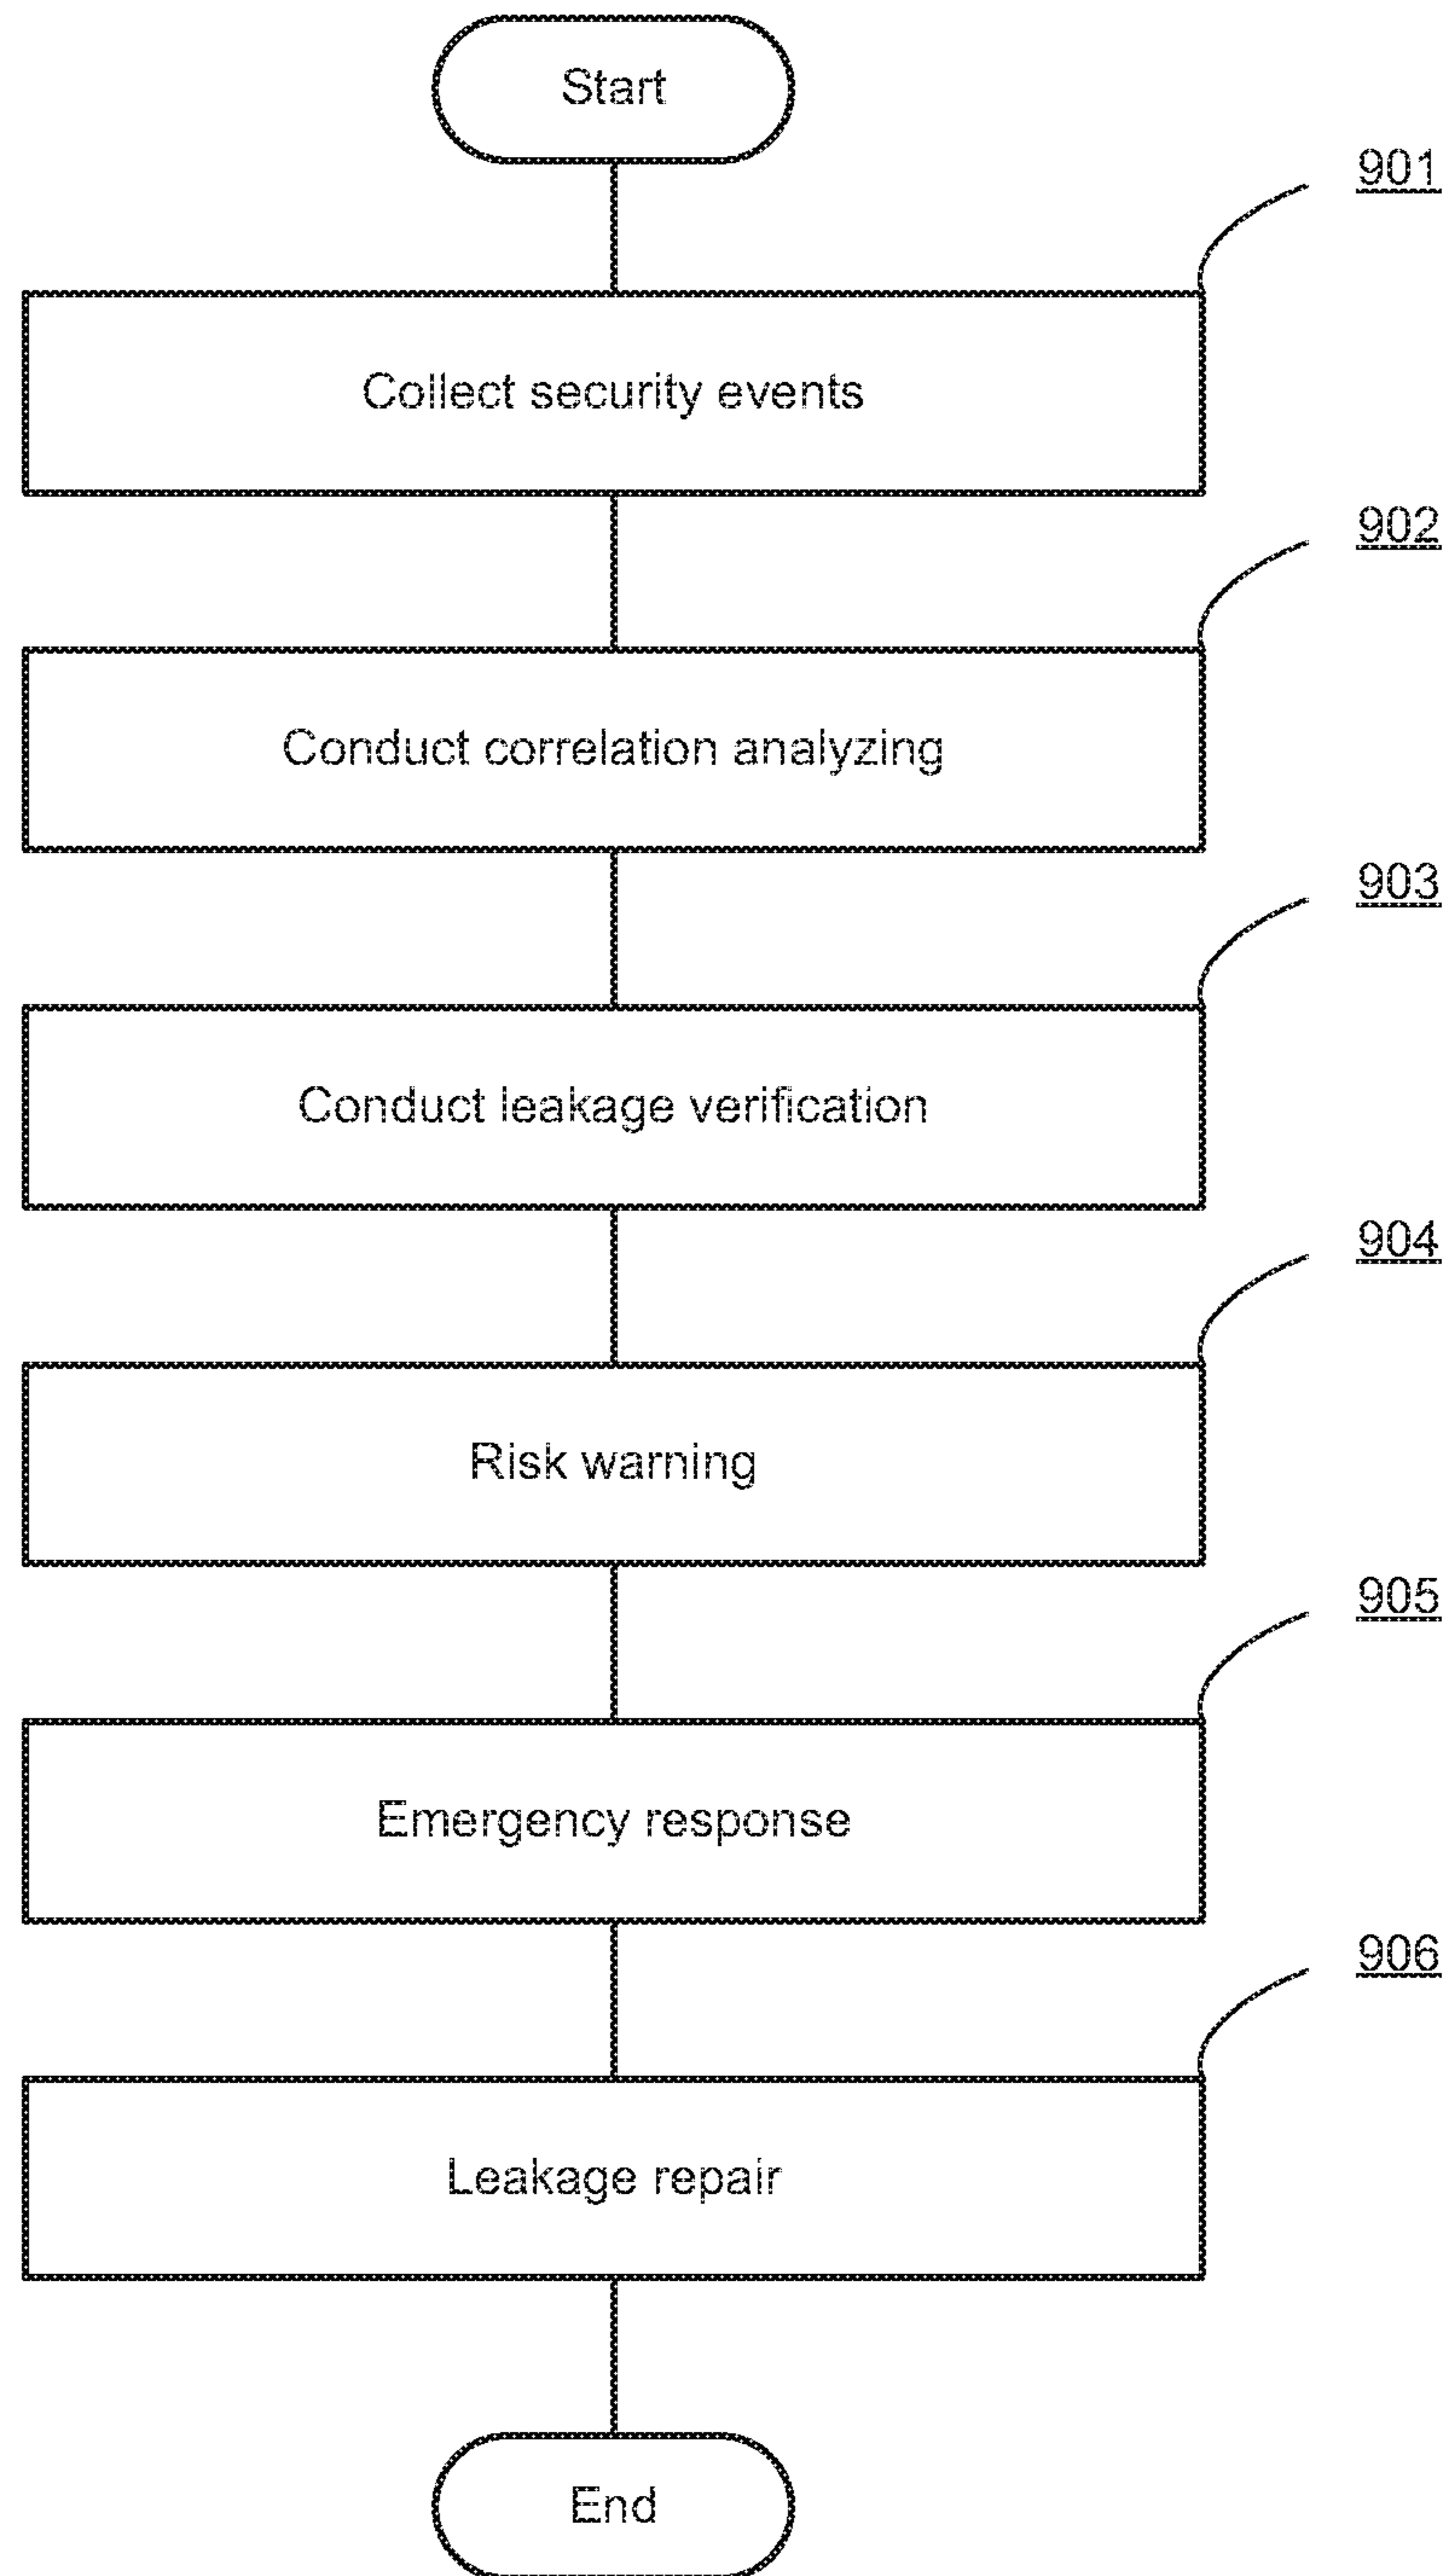 Start
901
Collect security events
902
Conduct correlation analyzing
903
Conduct leakage verification
904
Risk warning
905
Emergency response
906
Leakage repair
End